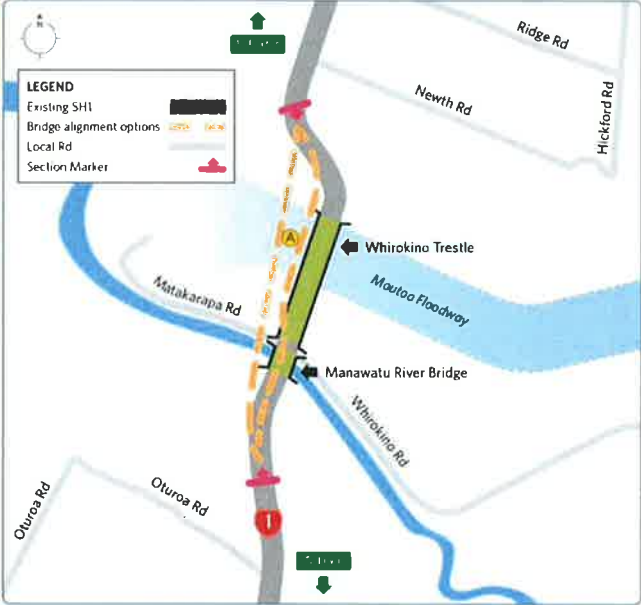 N
Ridge Rd
Newth Rd
Hickford Rd
LEGEND
Existing SH1
Bridge alignment options
Local Rd
Section Marker
A
Whirokino Trestle
Moutoa Floodway
Matakarapa Rd
Manawatu River Bridge
Whirokino Rd
Oturoa Rd
Oturoa Rd
1